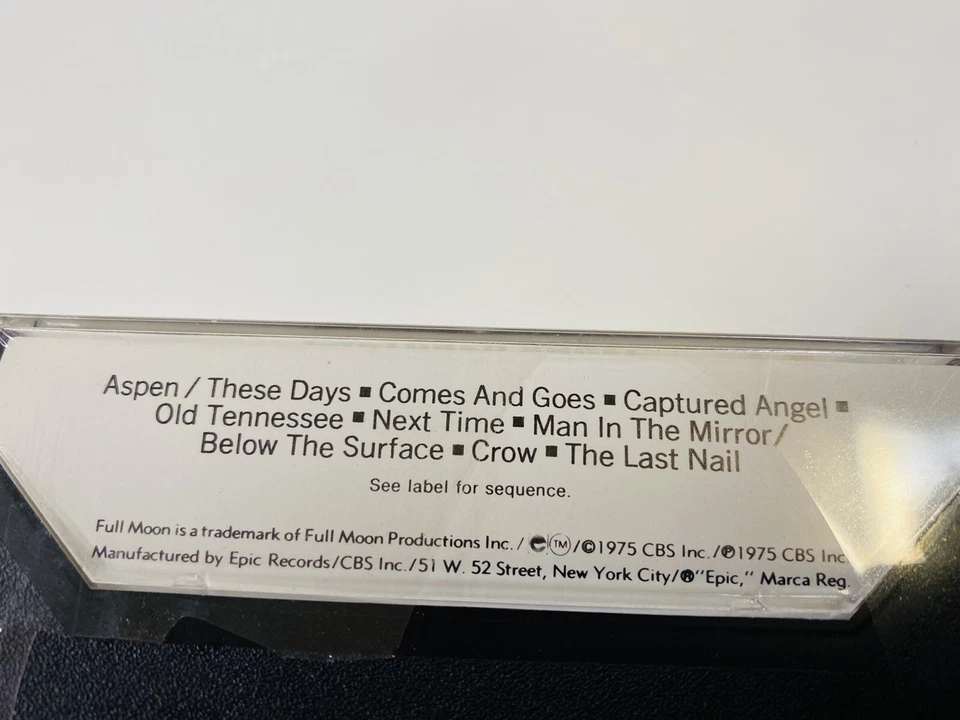 Aspen / These Days ■ Comes And Goes ■ Captured Angel ■
Old Tennessee ■ Next Time ■ Man In The Mirror/
Below The Surface ■ Crow ■ The Last Nail
See label for sequence.
Full Moon is a trademark of Full Moon Productions Inc. / e ™/©1975 CBS Inc./℗1975 CBS Inc
Manufactured by Epic Records/CBS Inc./51 W. 52 Street, New York City/®"Epic," Marca Reg.